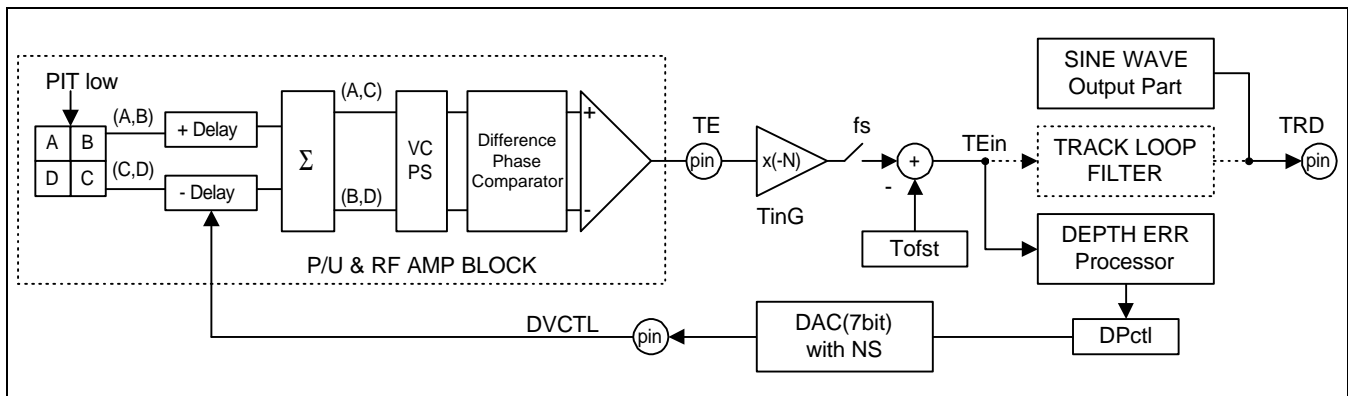 PIT low
A B
D C
(A,B)
(C,D)
+ Delay
- Delay
Σ
(A,C)
(B,D)
VC
PS
Difference
Phase
Comparator
+
-
P/U & RF AMP BLOCK
TE
pin
x(-N)
TinG
fs
+
-
Tofst
TEin
SINE WAVE
Output Part
TRACK LOOP
FILTER
TRD
pin
DEPTH ERR
Processor
DPctl
DAC(7bit)
with NS
DVCTL
pin